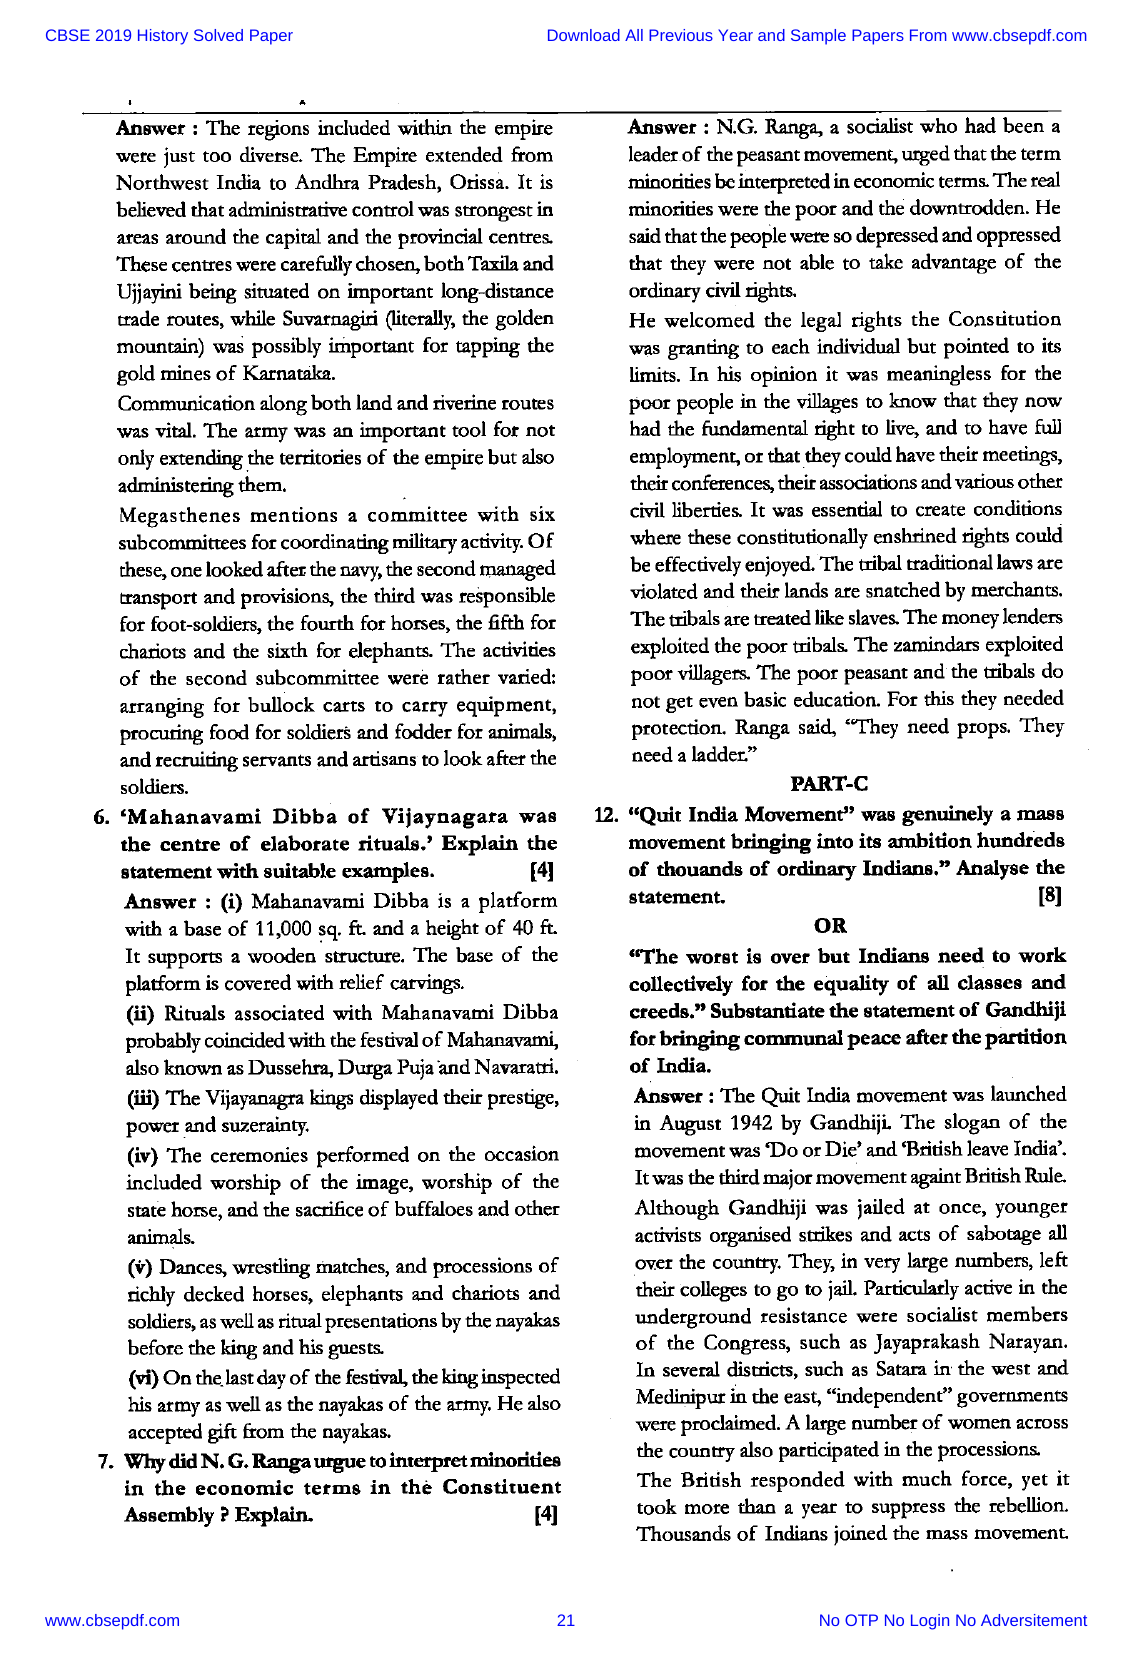 CBSE 2019 History Solved Paper
Download All Previous Year and Sample Papers From www.cbsepdf.com
Answer : The regions included within the empire
were just too diverse. The Empire extended from
Northwest India to Andhra Pradesh, Orissa. It is
believed that administrative control was strongest in
areas around the capital and the provincial centres.
These centres were carefully chosen, both Taxila and
Ujjayini being situated on important long-distance
trade routes, while Suvarnagiri (literally, the golden
mountain) was possibly important for tapping the
gold mines of Karnataka.
Communication along both land and riverine routes
was vital. The army was an important tool for not
only extending the territories of the empire but also
administering them.
Megasthenes mentions a committee with six
subcommittees for coordinating military activity. Of
these, one looked after the navy, the second managed
transport and provisions, the third was responsible
for foot-soldiers, the fourth for horses, the fifth for
chariots and the sixth for elephants. The activities
of the second subcommittee were rather varied:
arranging for bullock carts to carry equipment,
procuring food for soldiers and fodder for animals,
and recruiting servants and artisans to look after the
soldiers.
6. ‘Mahanavami Dibba of Vijaynagara was
the centre of elaborate rituals.’ Explain the
statement with suitable examples. [4]
Answer : (i) Mahanavami Dibba is a platform
with a base of 11,000 sq. ft. and a height of 40 ft.
It supports a wooden structure. The base of the
platform is covered with relief carvings.
(ii) Rituals associated with Mahanavami Dibba
probably coincided with the festival of Mahanavami,
also known as Dussehra, Durga Puja and Navaratri.
(iii) The Vijayanagra kings displayed their prestige,
power and suzerainty.
(iv) The ceremonies performed on the occasion
included worship of the image, worship of the
state horse, and the sacrifice of buffaloes and other
animals.
(v) Dances, wrestling matches, and processions of
richly decked horses, elephants and chariots and
soldiers, as well as ritual presentations by the nayakas
before the king and his guests.
(vi) On the last day of the festival, the king inspected
his army as well as the nayakas of the army. He also
accepted gift from the nayakas.
7. Why did N. G. Ranga urgue to interpret minorities
in the economic terms in the Constituent
Assembly ? Explain. [4]
Answer : N.G. Ranga, a socialist who had been a
leader of the peasant movement, urged that the term
minorities be interpreted in economic terms. The real
minorities were the poor and the downtrodden. He
said that the people were so depressed and oppressed
that they were not able to take advantage of the
ordinary civil rights.
He welcomed the legal rights the Constitution
was granting to each individual but pointed to its
limits. In his opinion it was meaningless for the
poor people in the villages to know that they now
had the fundamental right to live, and to have full
employment, or that they could have their meetings,
their conferences, their associations and various other
civil liberties. It was essential to create conditions
where these constitutionally enshrined rights could
be effectively enjoyed. The tribal traditional laws are
violated and their lands are snatched by merchants.
The tribals are treated like slaves. The money lenders
exploited the poor tribals. The zamindars exploited
poor villagers. The poor peasant and the tribals do
not get even basic education. For this they needed
protection. Ranga said, “They need props. They
need a ladder.”
PART-C
12. “Quit India Movement” was genuinely a mass
movement bringing into its ambition hundreds
of thouands of ordinary Indians.” Analyse the
statement. [8]
OR
“The worst is over but Indians need to work
collectively for the equality of all classes and
creeds.” Substantiate the statement of Gandhiji
for bringing communal peace after the partition
of India.
Answer : The Quit India movement was launched
in August 1942 by Gandhiji. The slogan of the
movement was ‘Do or Die’ and ‘British leave India’.
It was the third major movement againt British Rule.
Although Gandhiji was jailed at once, younger
activists organised strikes and acts of sabotage all
over the country. They, in very large numbers, left
their colleges to go to jail. Particularly active in the
underground resistance were socialist members
of the Congress, such as Jayaprakash Narayan.
In several districts, such as Satara in the west and
Medinipur in the east, “independent” governments
were proclaimed. A large number of women across
the country also participated in the processions.
The British responded with much force, yet it
took more than a year to suppress the rebellion.
Thousands of Indians joined the mass movement.
www.cbsepdf.com
21
No OTP No Login No Adversitement